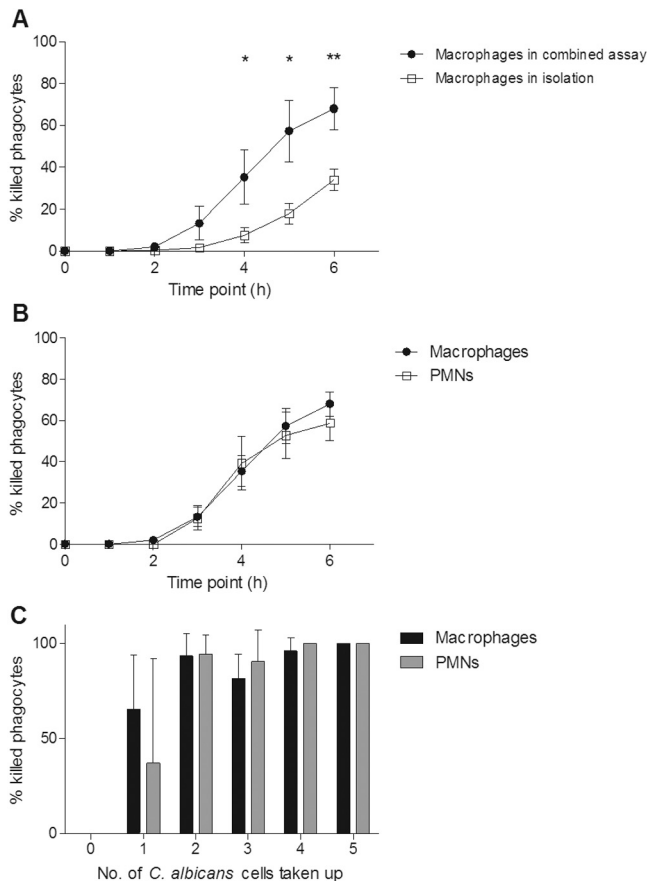 A
100
80
60
40
20
0
% killed phagocytes
* * **
0 2 4 6
Time point (h)
Macrophages in combined assay
Macrophages in isolation
B
100
80
60
40
20
0
% killed phagocytes
0 2 4 6
Time point (h)
Macrophages
PMNs
C
100
50
0
% killed phagocytes
0 1 2 3 4 5
No. of C. albicans cells taken up
Macrophages
PMNs